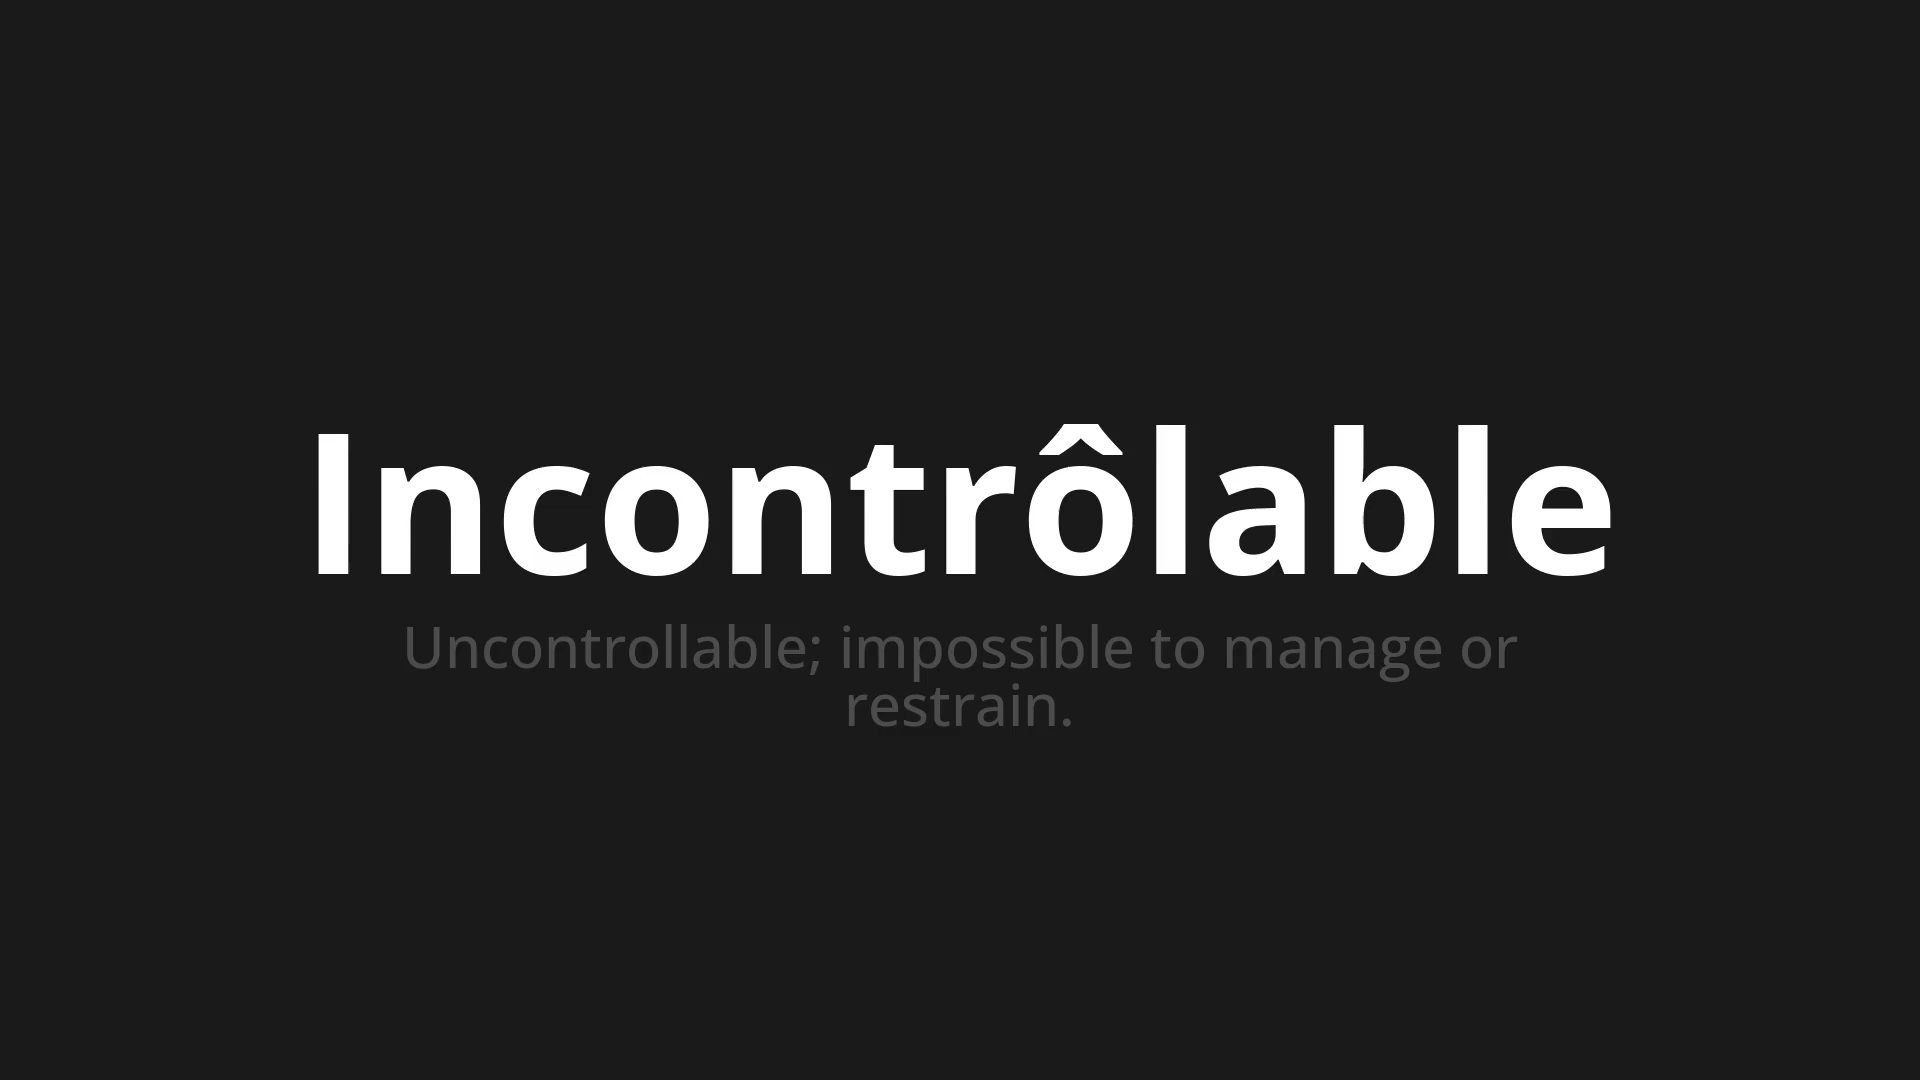 Incontrôlable
Uncontrollable; impossible to manage or
restrain.